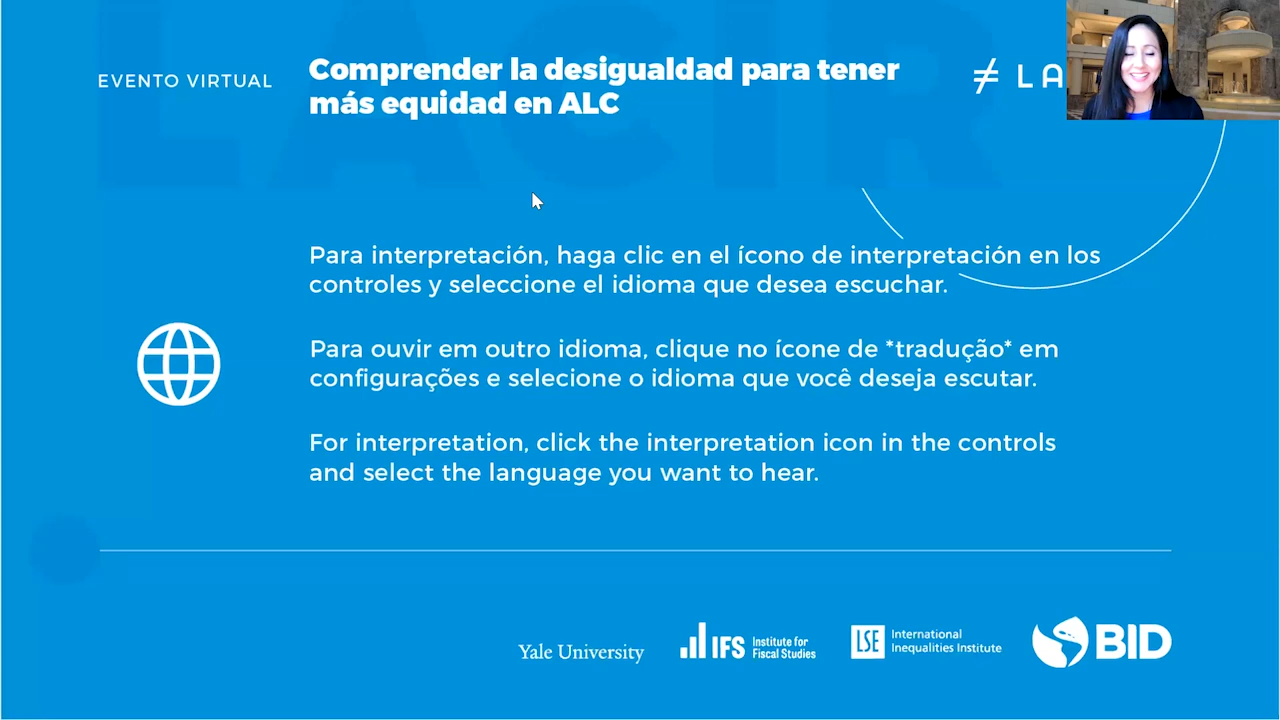 EVENTO VIRTUAL
Comprender la desigualdad para tener
más equidad en ALC
≠ LA
LACIR
Para interpretación, haga clic en el ícono de interpretación en los
controles y seleccione el idioma que desea escuchar.
Para ouvir em outro idioma, clique no ícone de *tradução* em
configurações e selecione o idioma que você deseja escutar.
For interpretation, click the interpretation icon in the controls
and select the language you want to hear.
Yale University
IFS Institute for
Fiscal Studies
LSE International
Inequalities Institute
BID